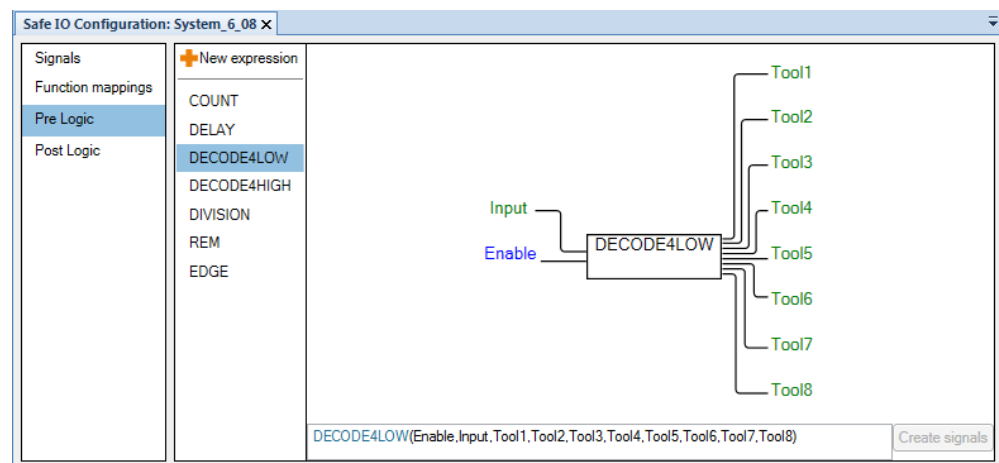 Safe IO Configuration: System_6_08 X
Signals
Function mappings
Pre Logic
Post Logic
New expression
COUNT
DELAY
DECODE4LOW
DECODE4HIGH
DIVISION
REM
EDGE
Input
Enable
DECODE4LOW
Tool1
Tool2
Tool3
Tool4
Tool5
Tool6
Tool7
Tool8
DECODE4LOW(Enable,Input,Tool1,Tool2,Tool3,Tool4,Tool5,Tool6,Tool7,Tool8)
Create signals